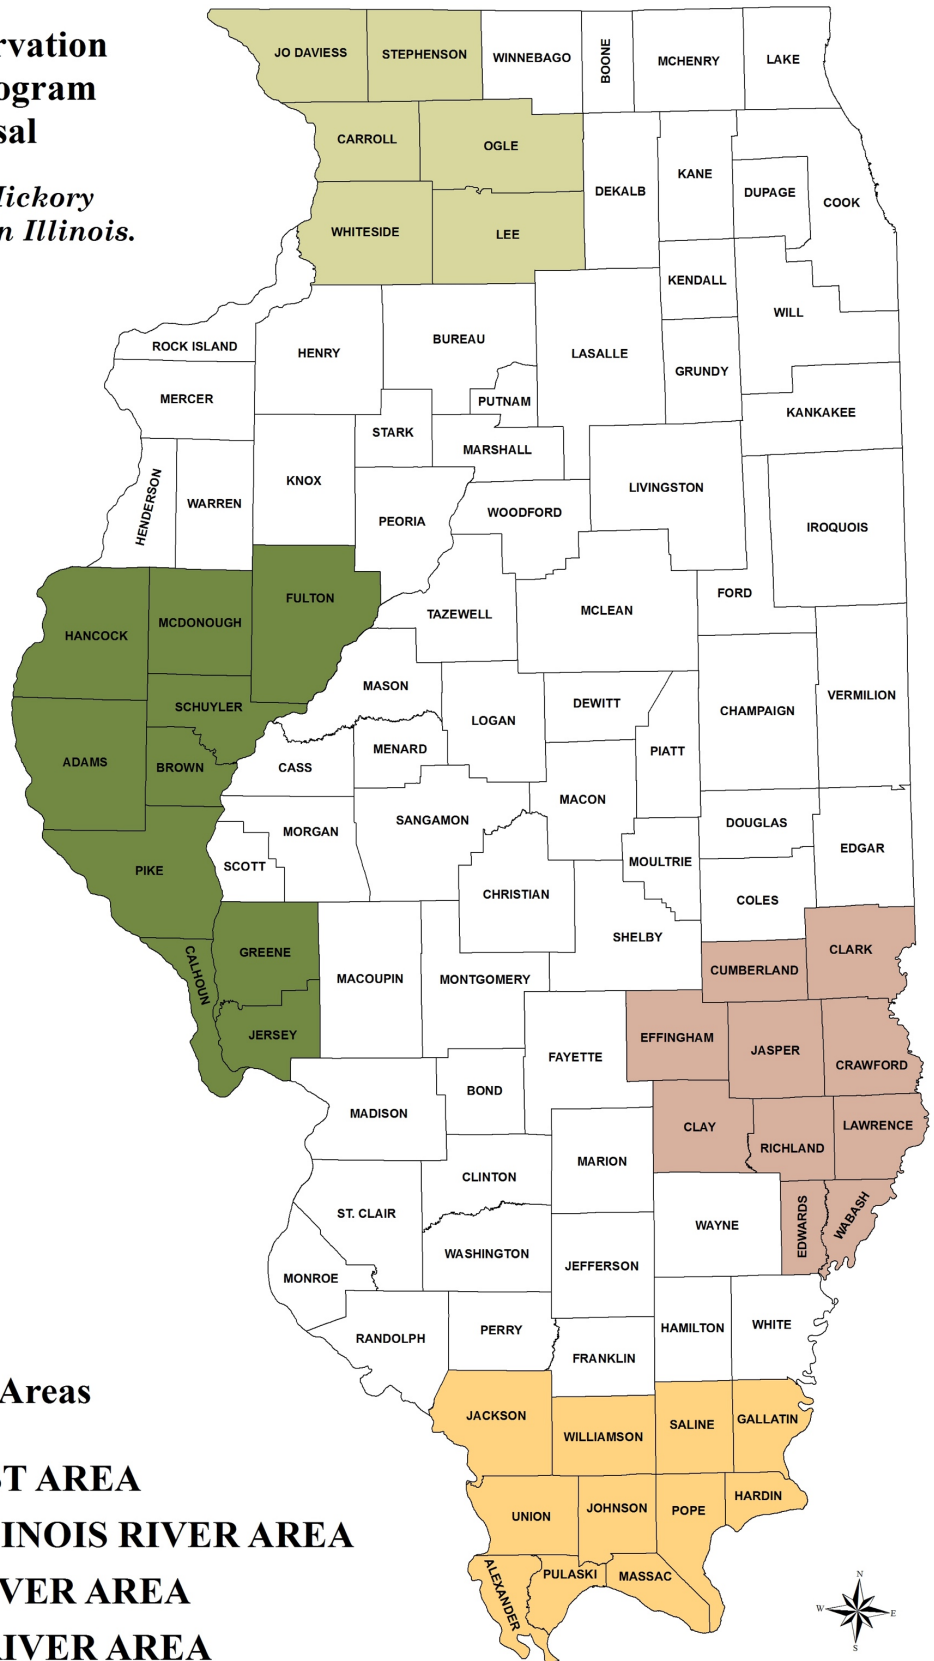 rvation
ogram
sal
Hickory
n Illinois.
JO DAVIESS
STEPHENSON
WINNEBAGO
BOONE
MCHENRY
LAKE
CARROLL
OGLE
DEKALB
KANE
DUPAGE
COOK
WHITESIDE
LEE
KENDALL
WILL
ROCK ISLAND
HENRY
BUREAU
LASALLE
GRUNDY
MERCER
PUTNAM
KANKAKEE
STARK
MARSHALL
HENDERSON
WARREN
KNOX
PEORIA
WOODFORD
LIVINGSTON
IROQUOIS
HANCOCK
MCDONOUGH
FULTON
TAZEWELL
MCLEAN
FORD
SCHUYLER
MASON
LOGAN
DEWITT
CHAMPAIGN
VERMILION
ADAMS
BROWN
CASS
MENARD
PIATT
MACON
SANGAMON
DOUGLAS
EDGAR
PIKE
SCOTT
MORGAN
CHRISTIAN
MOULTRIE
COLES
CALHOUN
GREENE
MACOUPIN
MONTGOMERY
SHELBY
CUMBERLAND
CLARK
JERSEY
FAYETTE
EFFINGHAM
JASPER
CRAWFORD
MADISON
BOND
CLAY
RICHLAND
LAWRENCE
CLINTON
MARION
ST. CLAIR
WASHINGTON
WAYNE
EDWARDS
WABASH
MONROE
JEFFERSON
RANDOLPH
PERRY
FRANKLIN
HAMILTON
WHITE
Areas
JACKSON
WILLIAMSON
SALINE
GALLATIN
ST AREA
UNION
JOHNSON
POPE
HARDIN
LINOIS RIVER AREA
ALEXANDER
PULASKI
MASSAC
VER AREA
RIVER AREA
N
W
E
S